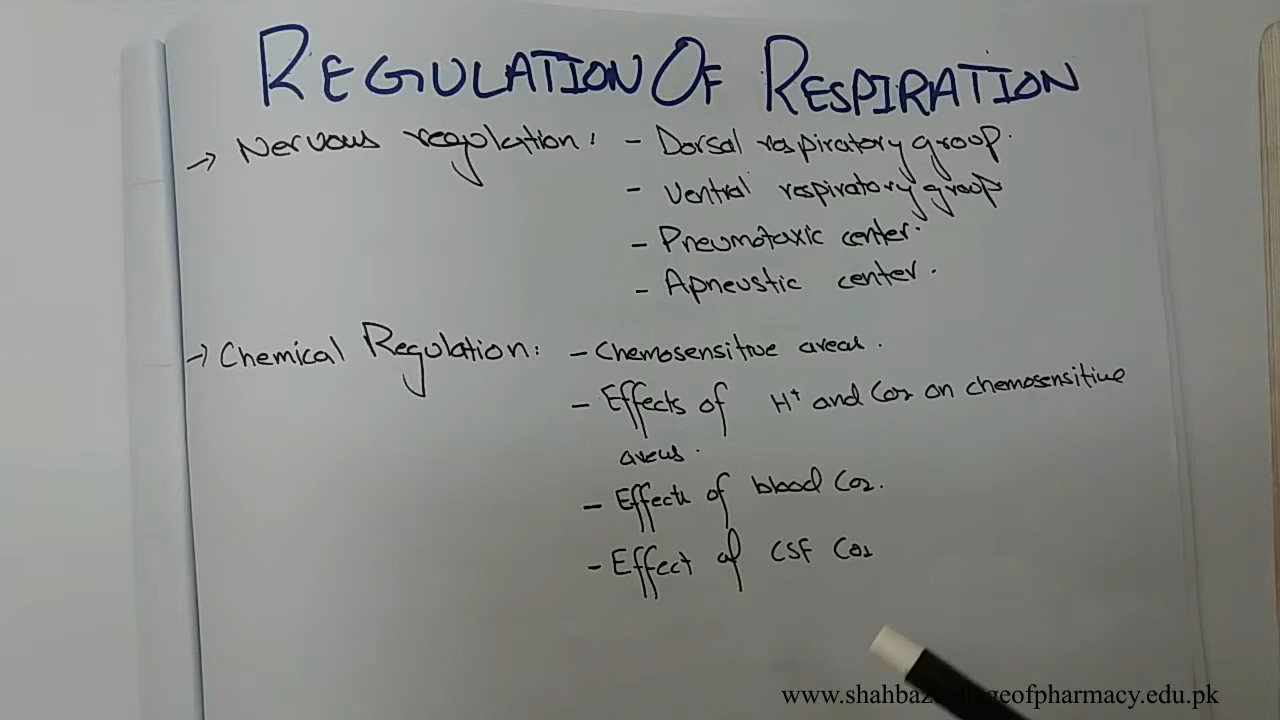 REGULATION OF RESPIRATION
→ Nervous regulation: - Dorsal respiratory group.
- Ventral respiratory group
- Pneumotaxic center.
- Apneustic center.
→ Chemical Regulation: - Chemosensitive areas.
- Effects of H⁺ and Co₂ on chemosensitive
areas.
- Effects of blood Co₂.
- Effect of CSF Co₂